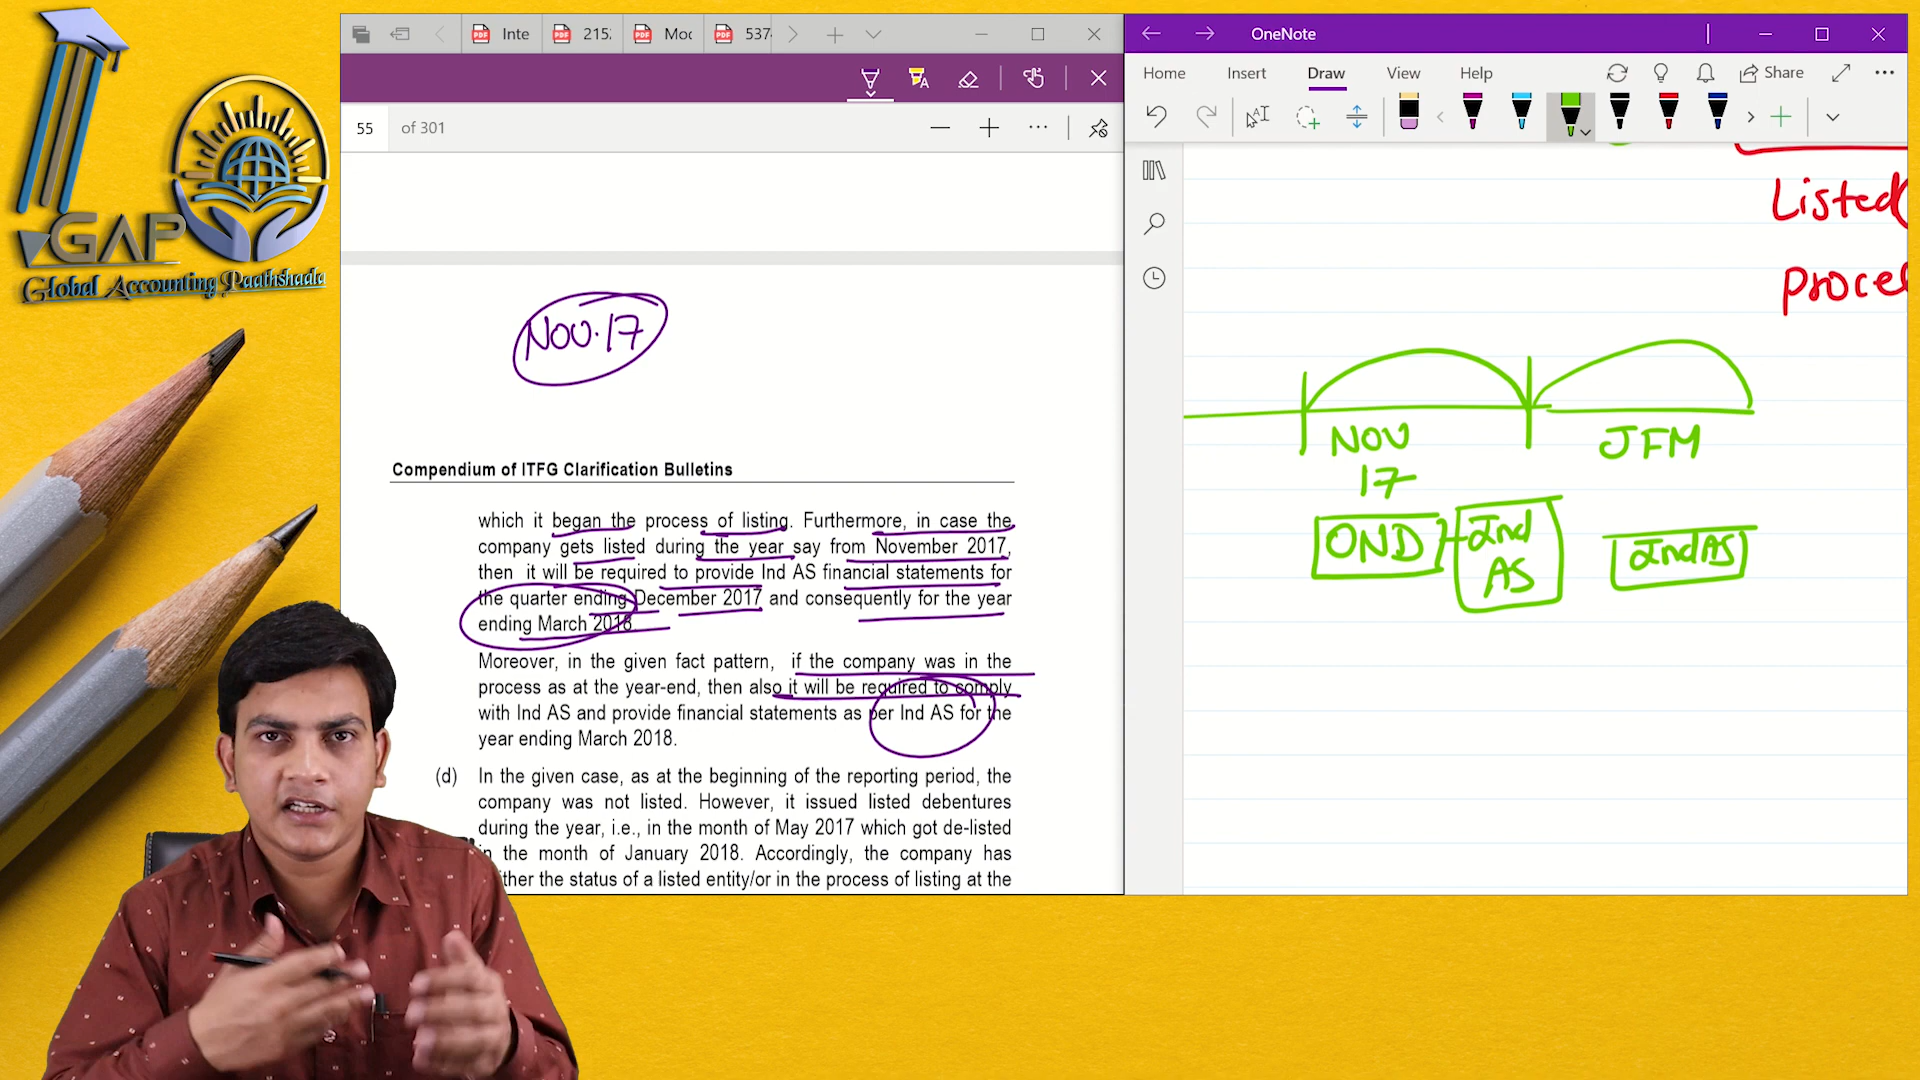 GAP
Global Accounting Paathshaala
Inte
215
Moc
537
55
of 301
Nov. 17
Compendium of ITFG Clarification Bulletins
which it began the process of listing. Furthermore, in case the
company gets listed during the year say from November 2017,
then it will be required to provide Ind AS financial statements for
the quarter ending December 2017 and consequently for the year
ending March 2018.
Moreover, in the given fact pattern, if the company was in the
process as at the year-end, then also it will be required to comply
with Ind AS and provide financial statements as per Ind AS for the
year ending March 2018.
(d) In the given case, as at the beginning of the reporting period, the
company was not listed. However, it issued listed debentures
during the year, i.e., in the month of May 2017 which got de-listed
in the month of January 2018. Accordingly, the company has
the status of a listed entity/or in the process of listing at the
OneNote
Home Insert Draw View Help Share
Listed
Proce
NOV
17
JFM
OND
Ind
AS
Ind AS